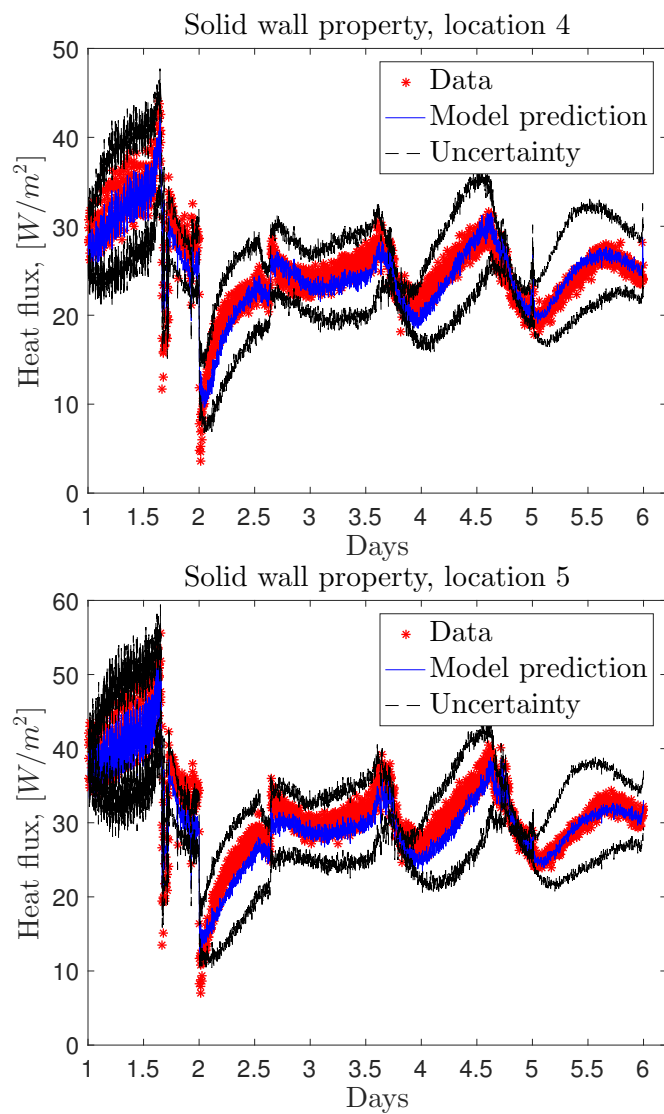 Solid wall property, location 4
Heat flux, [W/m²]
50
40
30
20
10
0
Data
Model prediction
Uncertainty
1 1.5 2 2.5 3 3.5 4 4.5 5 5.5 6
Days
Solid wall property, location 5
Heat flux, [W/m²]
60
50
40
30
20
10
0
Data
Model prediction
Uncertainty
1 1.5 2 2.5 3 3.5 4 4.5 5 5.5 6
Days